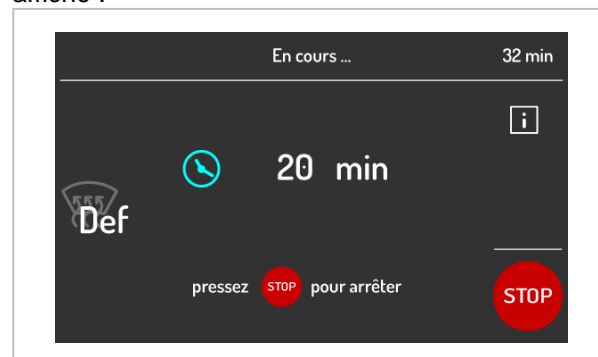 affiché :
En cours ... 32 min
i
20 min
Def
pressez STOP pour arrêter
STOP